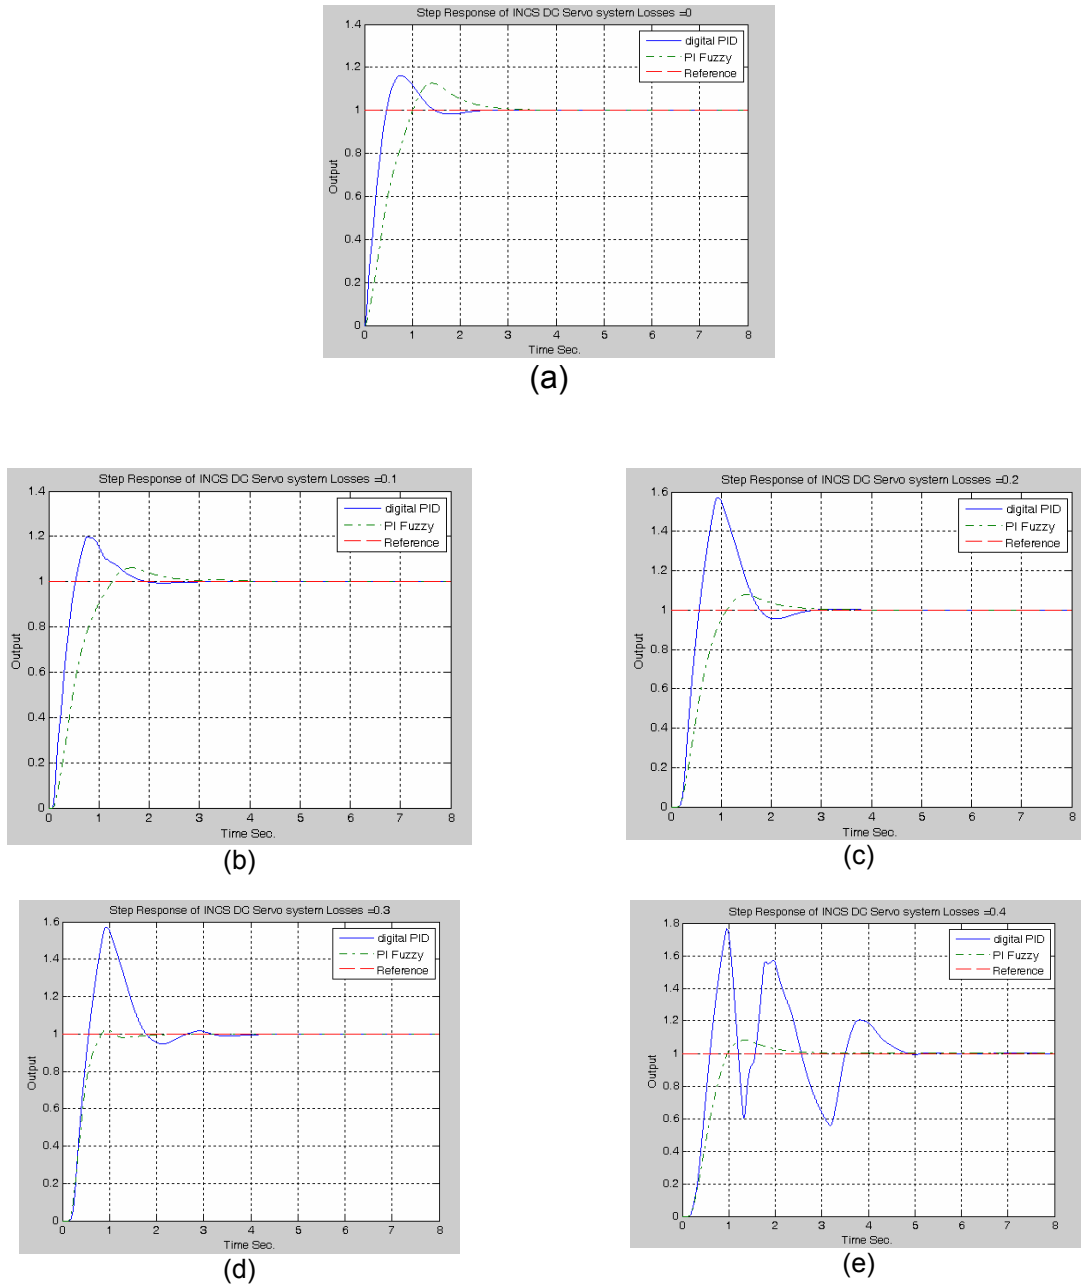 Step Response of INCS DC Servo system Losses =0
1.4
1.2
1
0.8
0.6
0.4
0.2
0
Output
digital PID
PI Fuzzy
Reference
0 1 2 3 4 5 6 7 8
Time Sec.
(a)
Step Response of INCS DC Servo system Losses =0.1
1.4
1.2
1
0.8
0.6
0.4
0.2
0
Output
digital PID
PI Fuzzy
Reference
0 1 2 3 4 5 6 7 8
Time Sec.
(b)
Step Response of INCS DC Servo system Losses =0.2
1.6
1.4
1.2
1
0.8
0.6
0.4
0.2
0
Output
digital PID
PI Fuzzy
Reference
0 1 2 3 4 5 6 7 8
Time Sec.
(c)
Step Response of INCS DC Servo system Losses =0.3
1.6
1.4
1.2
1
0.8
0.6
0.4
0.2
0
Output
digital PID
PI Fuzzy
Reference
0 1 2 3 4 5 6 7 8
Time Sec.
(d)
Step Response of INCS DC Servo system Losses =0.4
1.8
1.6
1.4
1.2
1
0.8
0.6
0.4
0.2
0
Output
digital PID
PI Fuzzy
Reference
0 1 2 3 4 5 6 7 8
Time Sec.
(e)